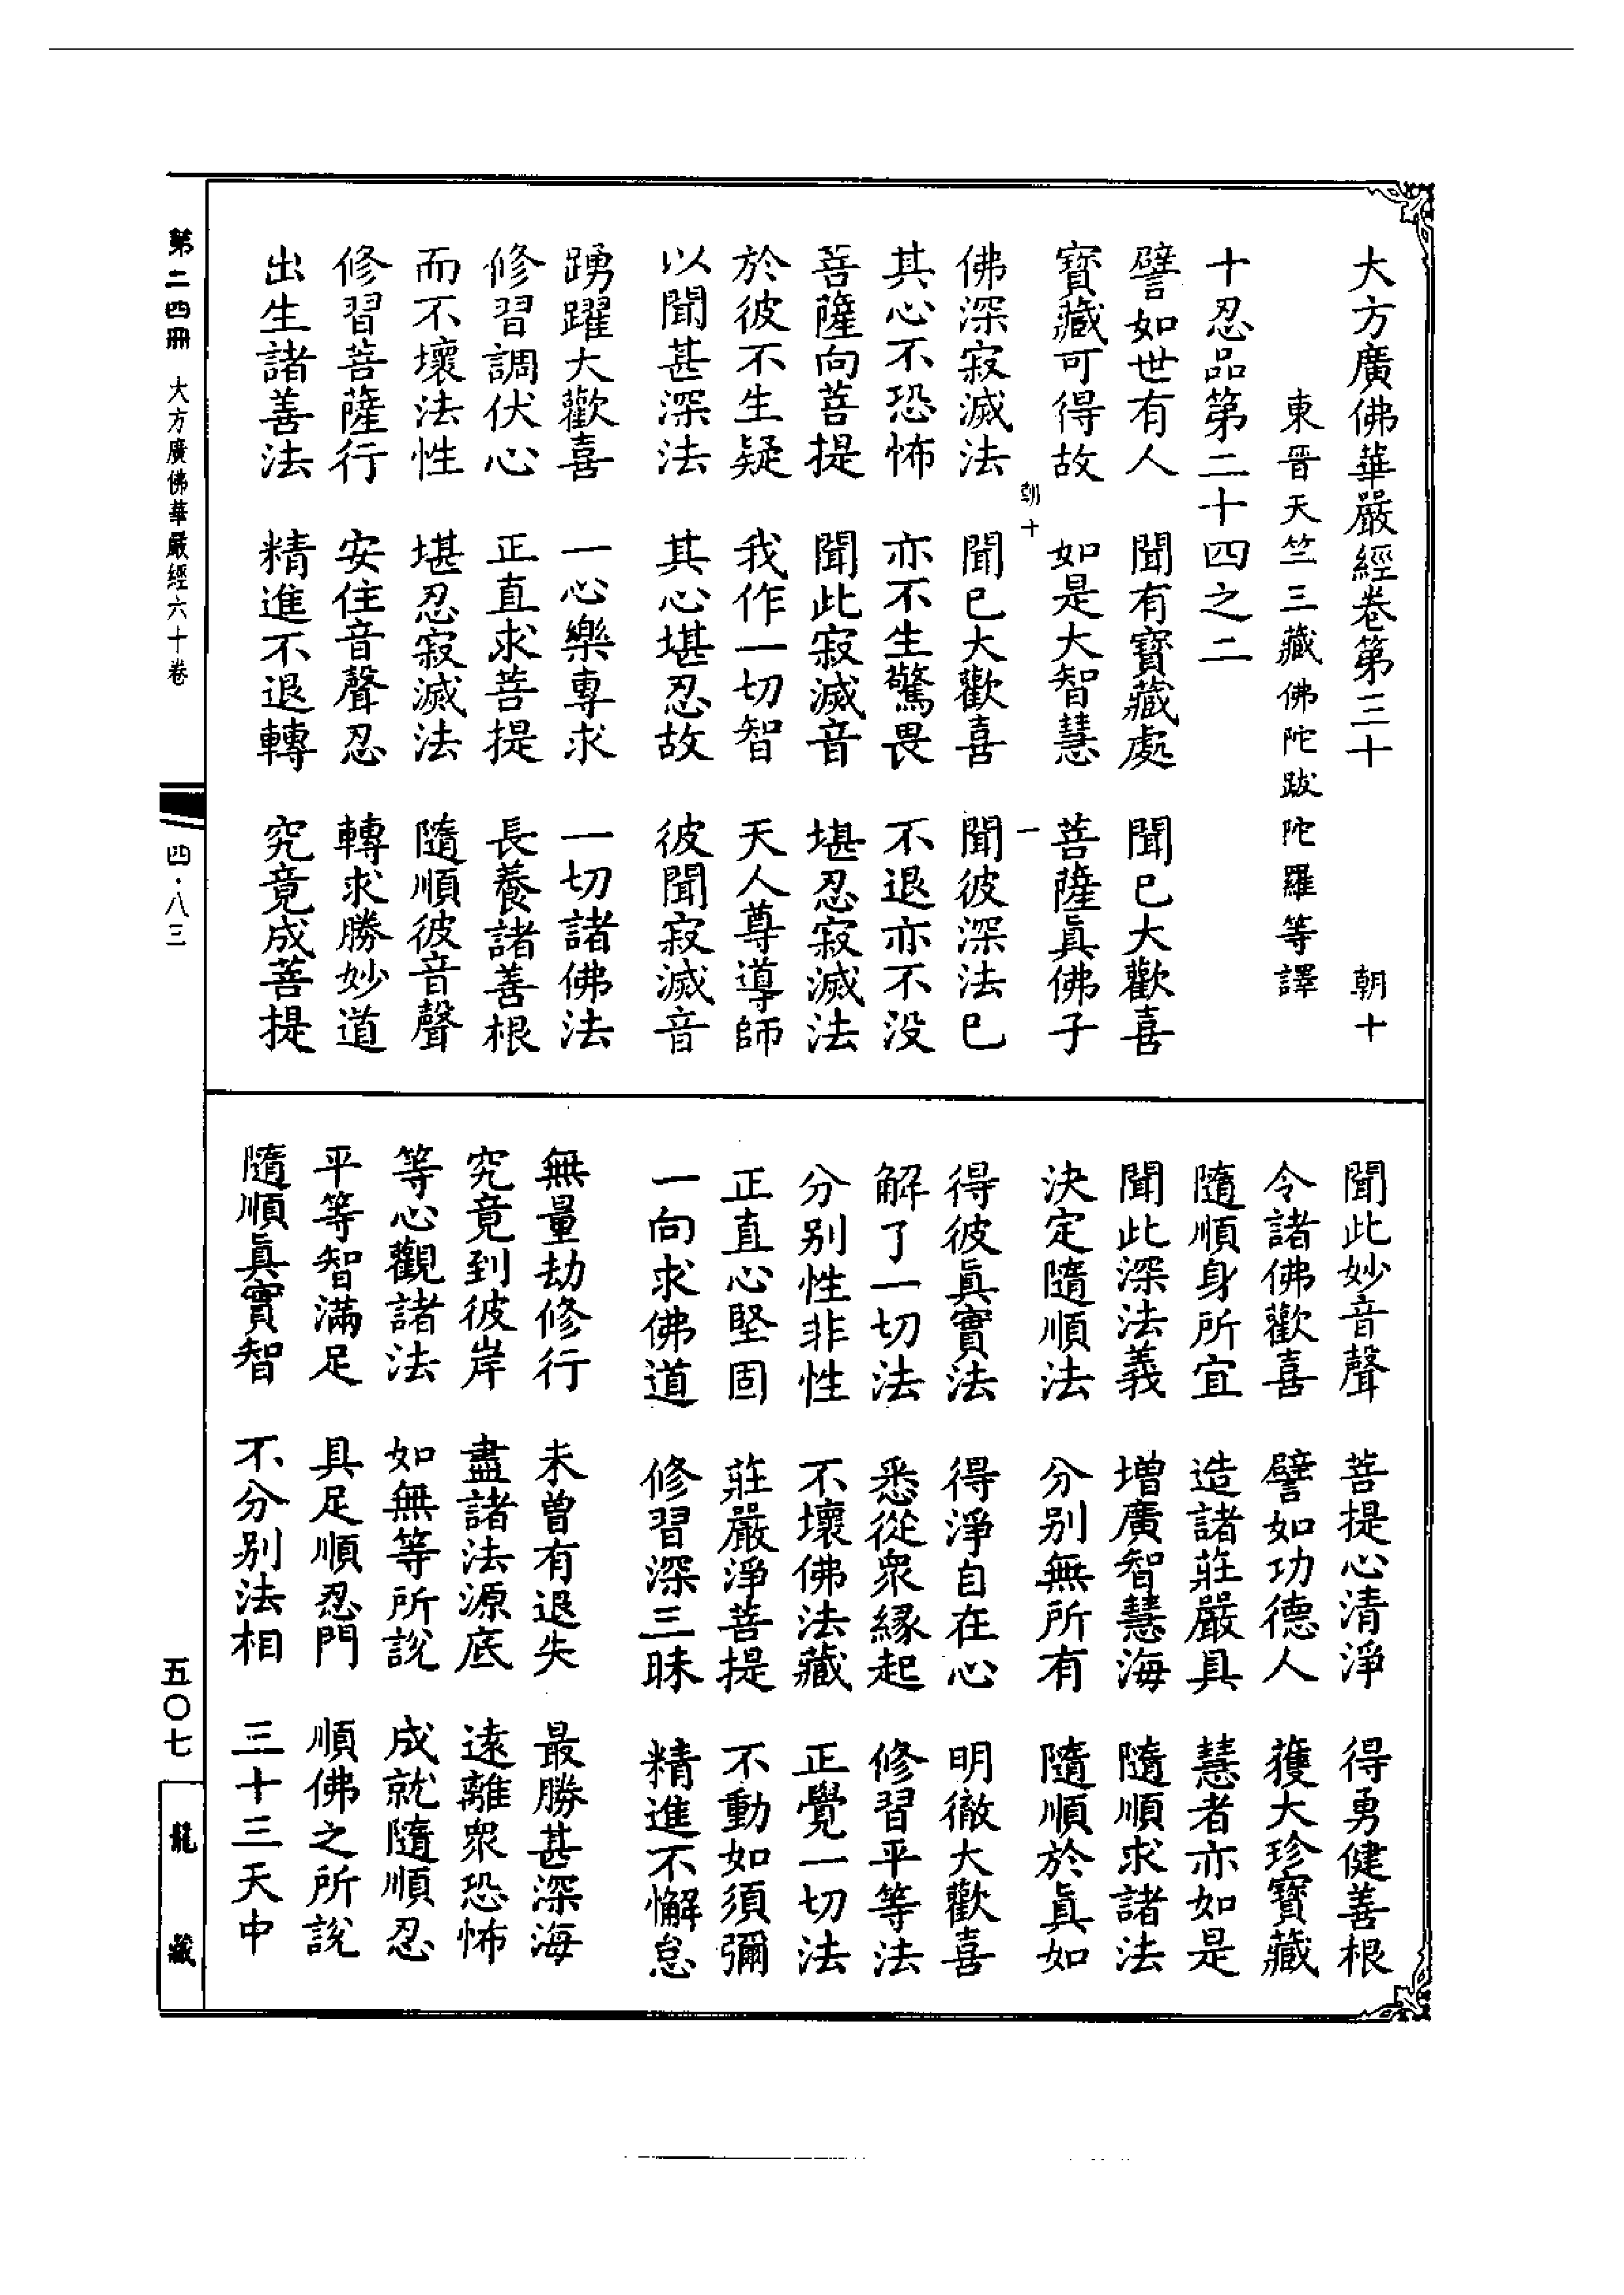 大方廣佛華嚴經卷第三十 朝十
東晉天竺三藏佛陀跋陀羅等譯
十忍品第二十四之二
譬如世有人 聞有寶藏處 聞已大歡喜
寶藏可得故 如是大智慧 菩薩眞佛子
朝十 一
佛深寂滅法 聞已大歡喜 聞彼深法已
其心不恐怖 亦不生驚畏 不退亦不没
菩薩向菩提 聞此寂滅音 堪忍寂滅法
於彼不生疑 我作一切智 天人尊導師
以聞甚深法 其心堪忍故 彼聞寂滅音
踴躍大歡喜 一心樂專求 一切諸佛法
修習調伏心 正直求菩提 長養諸善根
而不壞法性 堪忍寂滅法 隨順彼音聲
修習菩薩行 安住音聲忍 轉求勝妙道
出生諸善法 精進不退轉 究竟成菩提
聞此妙音聲 菩提心清淨 得勇健善根
令諸佛歡喜 譬如功德人 獲大珍寶藏
隨順身所宜 造諸莊嚴具 慧者亦如是
聞此深法義 增廣智慧海 隨順求諸法
決定隨順法 分别無所有 隨順於眞如
得彼眞實法 得淨自在心 明徹大歡喜
解了一切法 悉從眾緣起 修習平等法
分别性非性 不壞佛法藏 正覺一切法
正直心堅固 莊嚴淨菩提 不動如須彌
一向求佛道 修習深三昧 精進不懈怠
無量劫修行 未曾有退失 最勝甚深海
究竟到彼岸 盡諸法源底 遠離眾恐怖
等心觀諸法 如無等所說 成就隨順忍
平等智滿足 具足順忍門 順佛之所說
隨順眞實智 不分别法相 三十三天中
第二四冊 大方廣佛華嚴經六十卷 四・八三
五〇七 龍藏